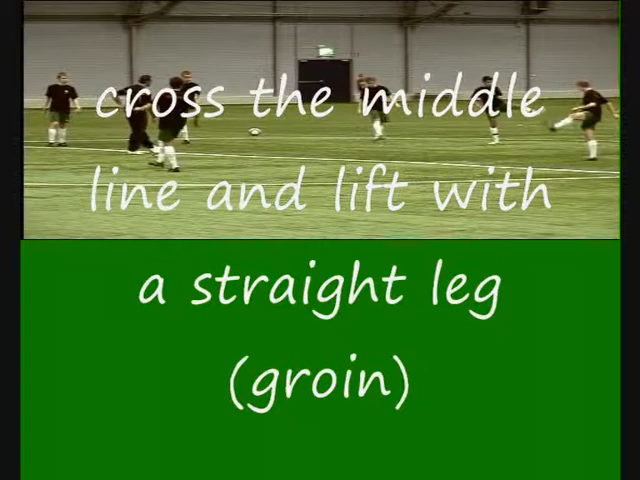 cross the middle
line and lift with
a straight leg
(groin)